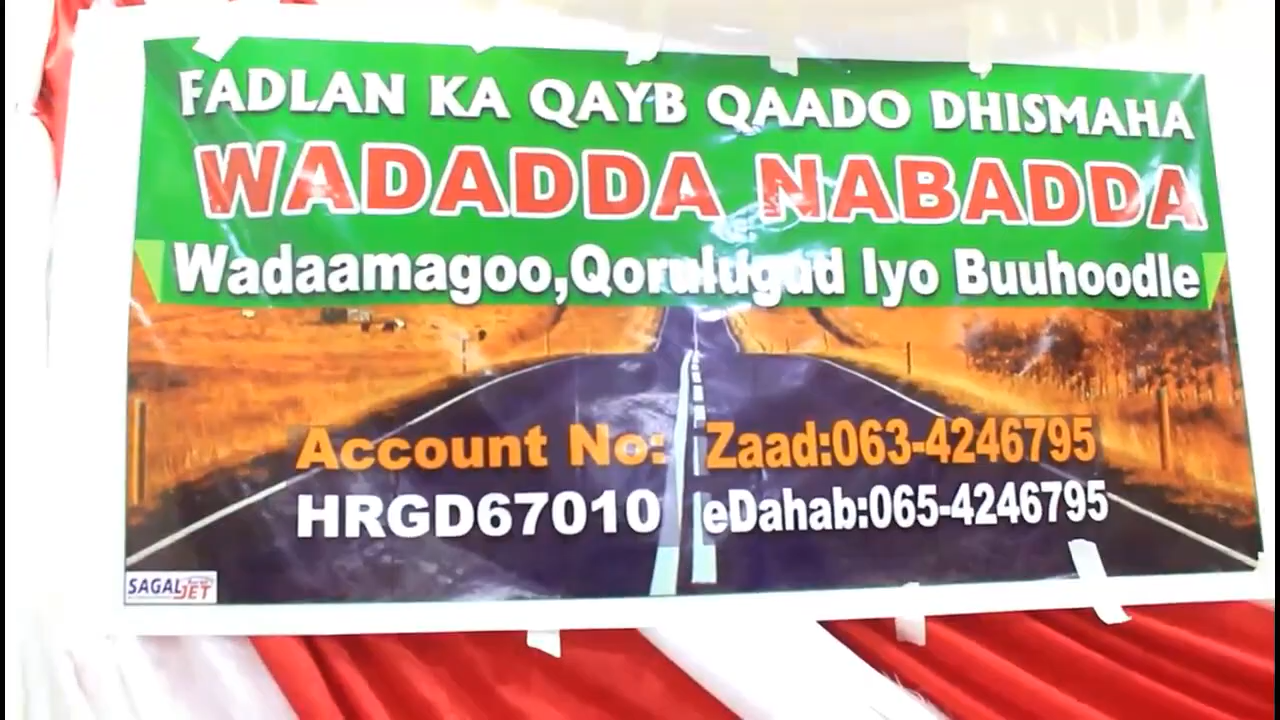 FADLAN KA QAYB QAADO DHISMAHA
WADADDA NABADDA
Wadaamagoo,Qorulugud Iyo Buuhoodle
Account No:
HRGD67010
Zaad:063-4246795
eDahab:065-4246795
SAGAL JET